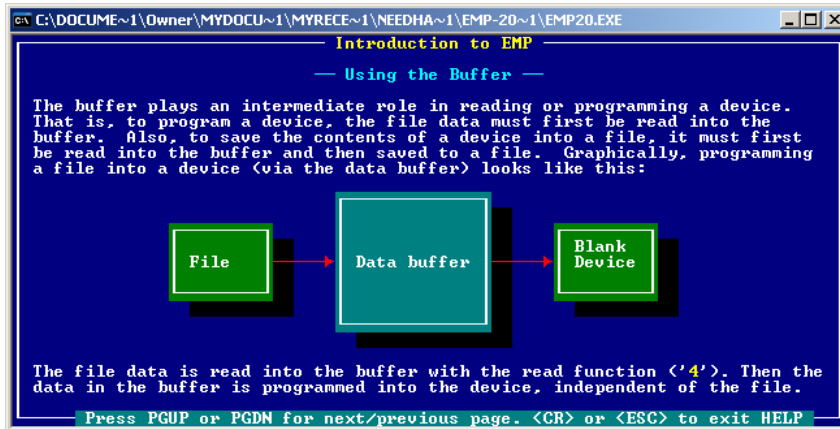 C:\DOCUME~1\Owner\MYDOCU~1\MYRECE~1\NEEDHA~1\EMP-20~1\EMP20.EXE
Introduction to EMP
Using the Buffer
The buffer plays an intermediate role in reading or programming a device.
That is, to program a device, the file data must first be read into the
buffer.  Also, to save the contents of a device into a file, it must first
be read into the buffer and then saved to a file.  Graphically, programming
a file into a device (via the data buffer) looks like this:
File
Data buffer
Blank
Device
The file data is read into the buffer with the read function ('4'). Then the
data in the buffer is programmed into the device, independent of the file.
Press PGUP or PGDN for next/previous page. <CR> or <ESC> to exit HELP